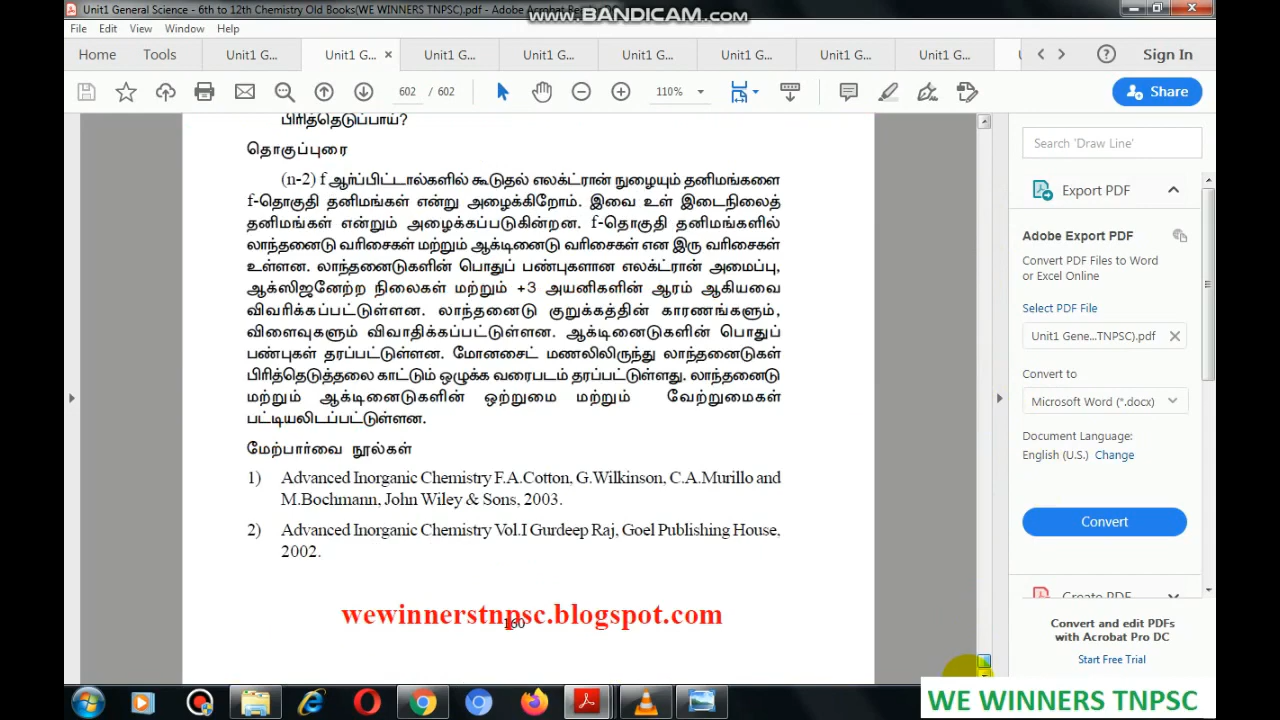 Unit1 General Science - 6th to 12th Chemistry Old Books(WE WINNERS TNPSC).pdf - Adobe Acrobat Re
www.BANDICAM.com
File Edit View Window Help
Home Tools Unit1 G... Unit1 G... × Unit1 G... Unit1 G... Unit1 G... Unit1 G... Unit1 G... Unit1 G... Sign In
602 / 602 110% Share
பிரித்தெடுப்பாய்?
தொகுப்புரை
(n-2) f ஆர்ப்பிட்டால்களில் கூடுதல் எலக்ட்ரான் நுழையும் தனிமங்களை
f-தொகுதி தனிமங்கள் என்று அழைக்கிறோம். இவை உள் இடைநிலைத்
தனிமங்கள் என்றும் அழைக்கப்படுகின்றன. f-தொகுதி தனிமங்களில்
லாந்தனைடு வரிசைகள் மற்றும் ஆக்டினைடு வரிசைகள் என இரு வரிசைகள்
உள்ளன. லாந்தனைடுகளின் பொதுப் பண்புகளான எலக்ட்ரான் அமைப்பு,
ஆக்ஸிஜனேற்ற நிலைகள் மற்றும் +3 அயனிகளின் ஆரம் ஆகியவை
விவரிக்கப்பட்டுள்ளன. லாந்தனைடு குறுக்கத்தின் காரணங்களும்,
விளைவுகளும் விவாதிக்கப்பட்டுள்ளன. ஆக்டினைடுகளின் பொதுப்
பண்புகள் தரப்பட்டுள்ளன. மோனசைட் மணலிலிருந்து லாந்தனைடுகள்
பிரித்தெடுத்தலை காட்டும் ஒழுக்க வரைபடம் தரப்பட்டுள்ளது. லாந்தனைடு
மற்றும் ஆக்டினைடுகளின் ஒற்றுமை மற்றும் வேற்றுமைகள்
பட்டியலிடப்பட்டுள்ளன.
மேற்பார்வை நூல்கள்
1) Advanced Inorganic Chemistry F.A.Cotton, G.Wilkinson, C.A.Murillo and
M.Bochmann, John Wiley & Sons, 2003.
2) Advanced Inorganic Chemistry Vol.I Gurdeep Raj, Goel Publishing House,
2002.
wewinnerstnpsc.blogspot.com
160
Search 'Draw Line'
Export PDF
Adobe Export PDF
Convert PDF Files to Word
or Excel Online
Select PDF File
Unit1 Gene...TNPSC).pdf
Convert to
Microsoft Word (*.docx)
Document Language:
English (U.S.) Change
Convert
Create PDF
Convert and edit PDFs
with Acrobat Pro DC
Start Free Trial
WE WINNERS TNPSC